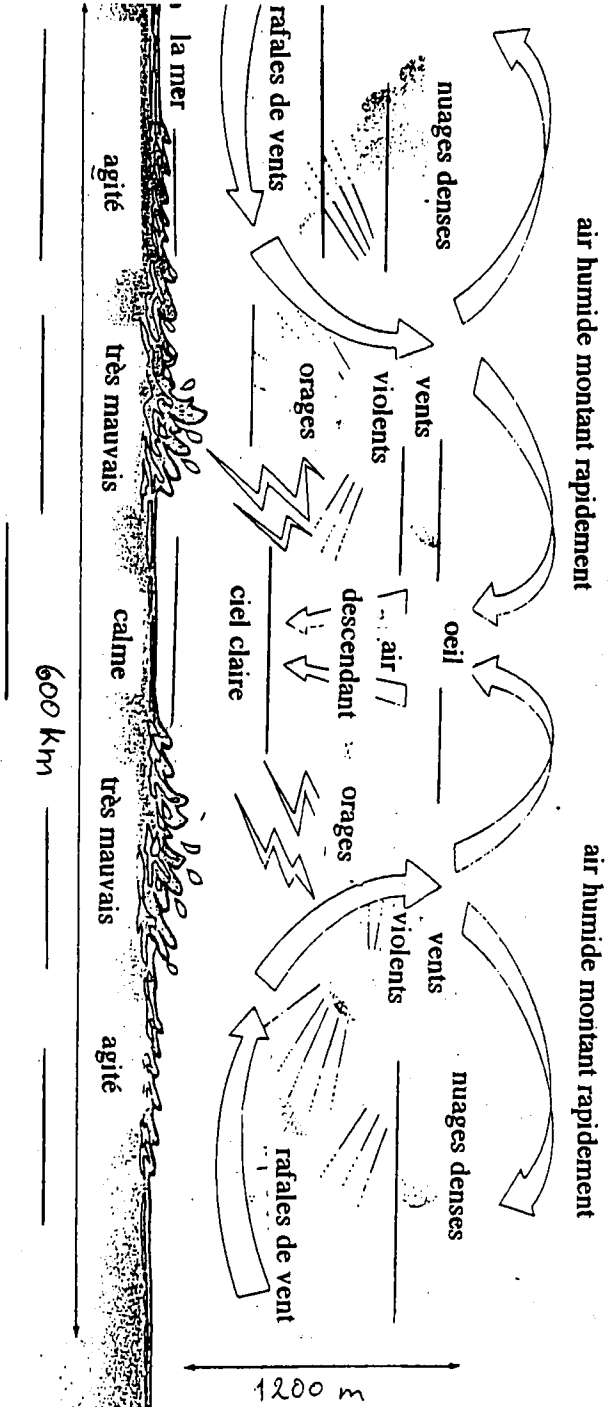 air humide montant rapidement
air humide montant rapidement
nuages denses
vents
violents
oeil
vents
violents
nuages denses
rafales de vents
orages
air
descendant
ciel claire
orages
rafales de vent
1200 m
la mer
agité
très mauvais
calme
très mauvais
agité
600 km